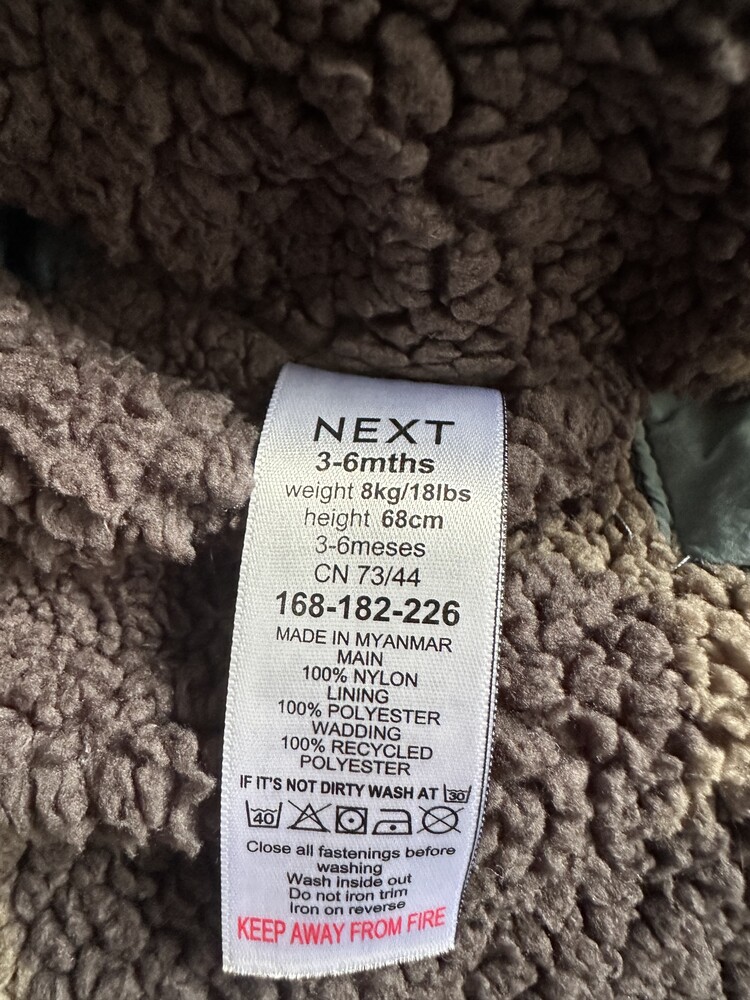 NEXT
3-6mths
weight 8kg/18lbs
height 68cm
3-6meses
CN 73/44
168-182-226
MADE IN MYANMAR
MAIN
100% NYLON
LINING
100% POLYESTER
WADDING
100% RECYCLED
POLYESTER
IF IT'S NOT DIRTY WASH AT 30
40
Close all fastenings before
washing
Wash inside out
Do not iron trim
Iron on reverse
KEEP AWAY FROM FIRE